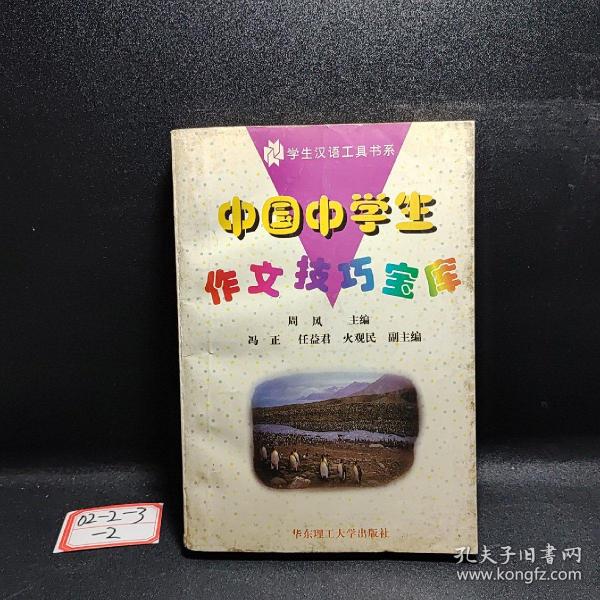 学生汉语工具书系
中国中学生
作文技巧宝库
周 风 主编
冯 正 任益君 火观民 副主编
华东理工大学出版社
02-2-3
-2
孔夫子旧书网
www.kongfz.com